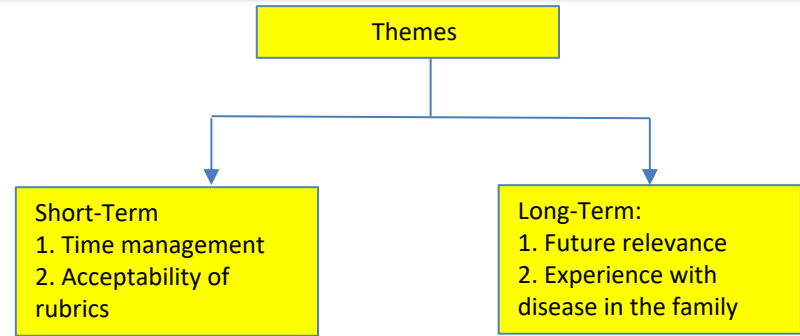 Themes
Short-Term
1. Time management
2. Acceptability of
rubrics
Long-Term:
1. Future relevance
2. Experience with
disease in the family